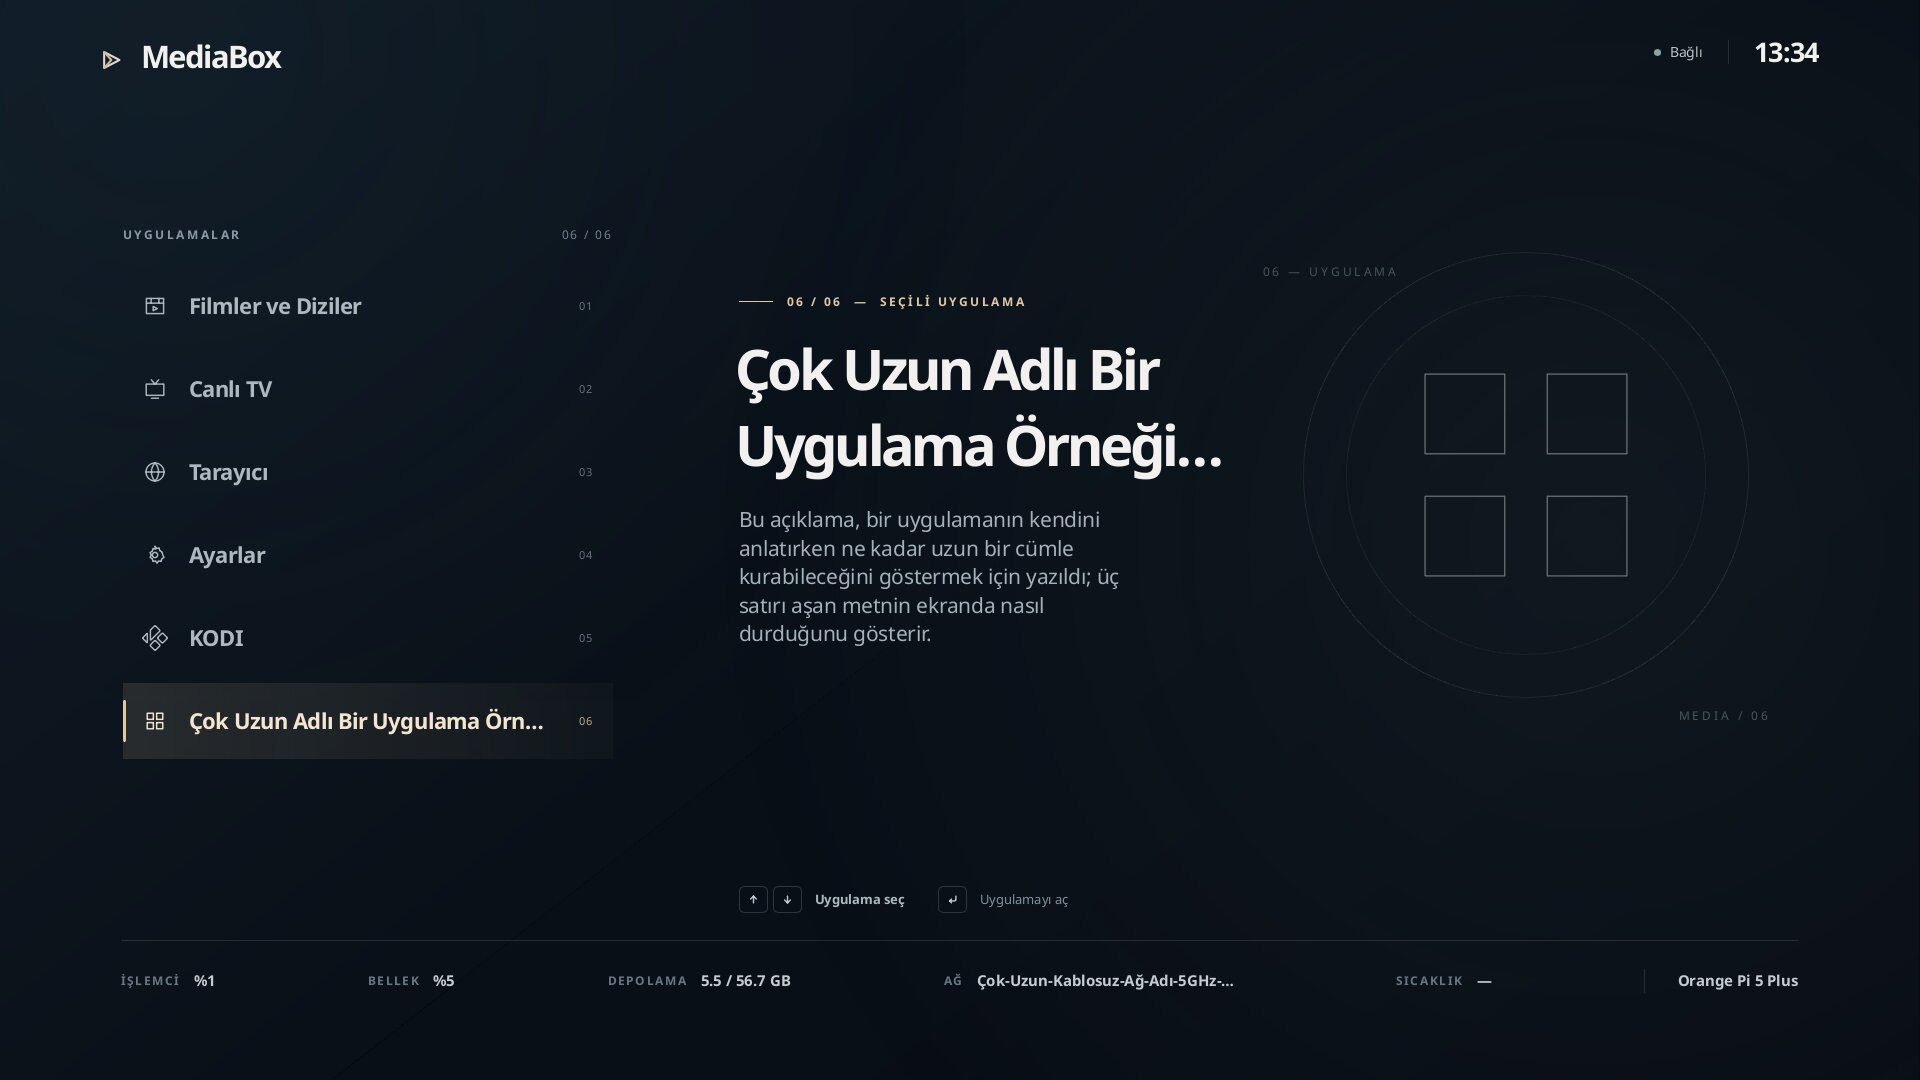 MediaBox
Bağlı
13:34
UYGULAMALAR
06 / 06
Filmler ve Diziler
01
Canlı TV
02
Tarayıcı
03
Ayarlar
04
KODI
05
Çok Uzun Adlı Bir Uygulama Örn...
06
06 / 06 — SEÇİLİ UYGULAMA
Çok Uzun Adlı Bir
Uygulama Örneği...
Bu açıklama, bir uygulamanın kendini
anlatırken ne kadar uzun bir cümle
kurabileceğini göstermek için yazıldı; üç
satırı aşan metnin ekranda nasıl
durduğunu gösterir.
06 — UYGULAMA
MEDIA / 06
Uygulama seç
Uygulamayı aç
İŞLEMCİ %1
BELLEK %5
DEPOLAMA 5.5 / 56.7 GB
AĞ Çok-Uzun-Kablosuz-Ağ-Adı-5GHz-...
SICAKLIK —
Orange Pi 5 Plus